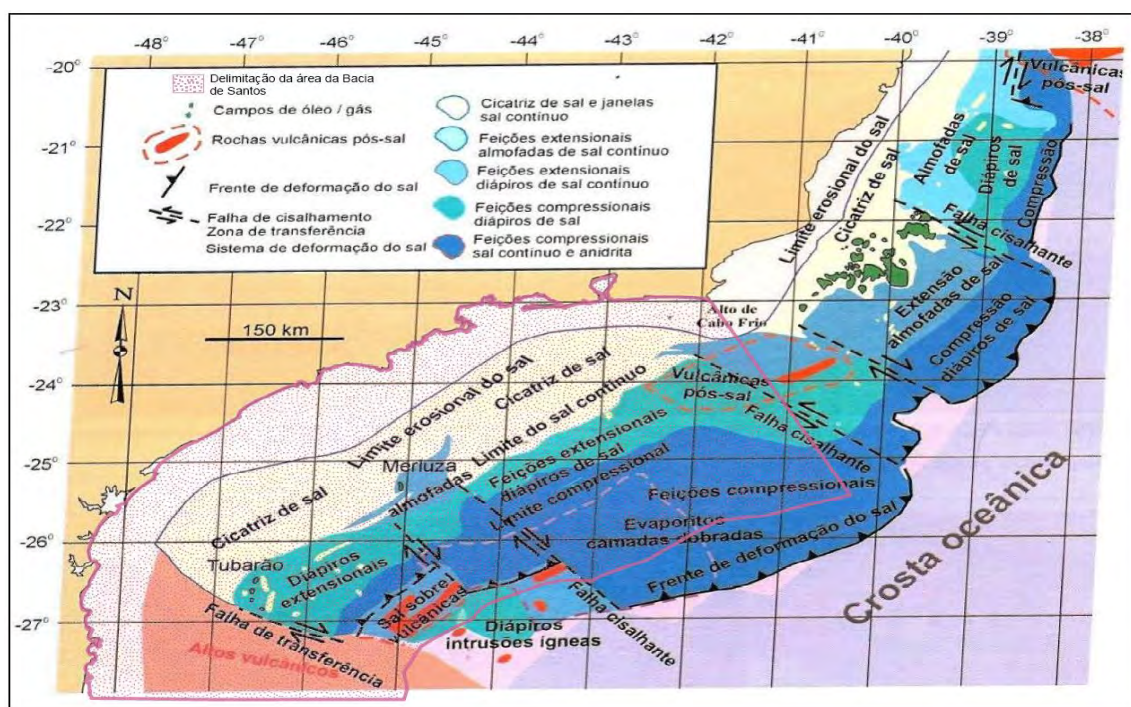 -48° -47° -46° -45° -44° -43° -42° -41° -40° -39° -38°
-20°
-21°
-22°
-23°
-24°
-25°
-26°
-27°
Delimitação da área da Bacia
de Santos
Campos de óleo / gás
Rochas vulcânicas pós-sal
Frente de deformação do sal
Falha de cisalhamento
Zona de transferência
Sistema de deformação do sal
Cicatriz de sal e janelas
sal contínuo
Feições extensionais
almofadas de sal contínuo
Feições extensionais
diápiros de sal contínuo
Feições compressionais
diápiros de sal
Feições compressionais
sal contínuo e anidrita
N
150 km
Vulcânicas
pós-sal
Limite erosional do sal
Cicatriz de sal
Almofadas
de sal
Diápiros
de sal
Compressão
Falha cisalhante
Extensão
almofadas de sal
Compressão
diápiros de sal
Alto de
Cabo Frio
Vulcânicas
pós-sal
Falha cisalhante
Limite erosional do sal
Cicatriz de sal
Limite do sal contínuo
Merluza
almofadas
Feições extensionais
diápiros de sal
Limite compressional
Feições compressionais
Evaporitos
camadas dobradas
Frente de deformação do sal
Crosta oceânica
Cicatriz de sal
Tubarão
Diápiros
extensionais
Sal sobre
vulcânicas
Falha de transferência
Altos vulcânicos
Diápiros
intrusões ígneas
Falha cisalhante